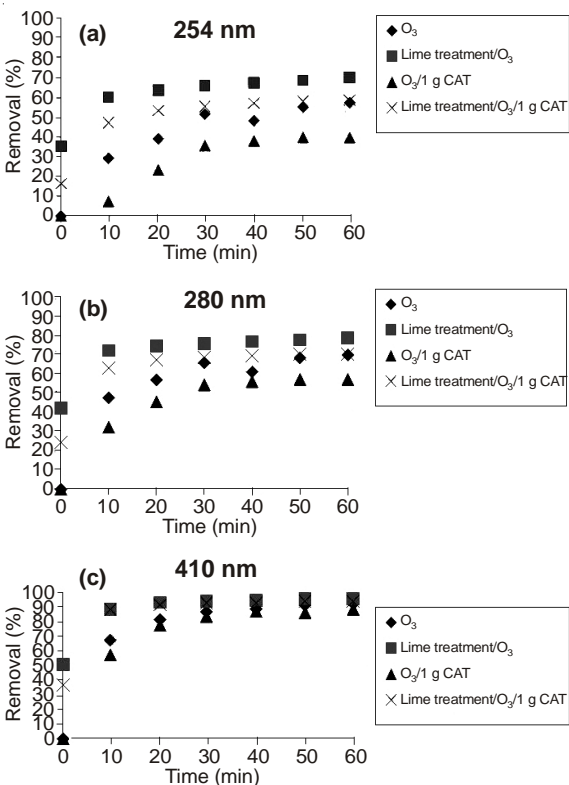 (a) 254 nm
Removal (%)
100
90
80
70
60
50
40
30
20
10
0
0 10 20 30 40 50 60
Time (min)
O₃
Lime treatment/O₃
O₃/1 g CAT
Lime treatment/O₃/1 g CAT
(b) 280 nm
Removal (%)
100
90
80
70
60
50
40
30
20
10
0
0 10 20 30 40 50 60
Time (min)
O₃
Lime treatment/O₃
O₃/1 g CAT
Lime treatment/O₃/1 g CAT
(c) 410 nm
Removal (%)
100
90
80
70
60
50
40
30
20
10
0
0 10 20 30 40 50 60
Time (min)
O₃
Lime treatment/O₃
O₃/1 g CAT
Lime treatment/O₃/1 g CAT